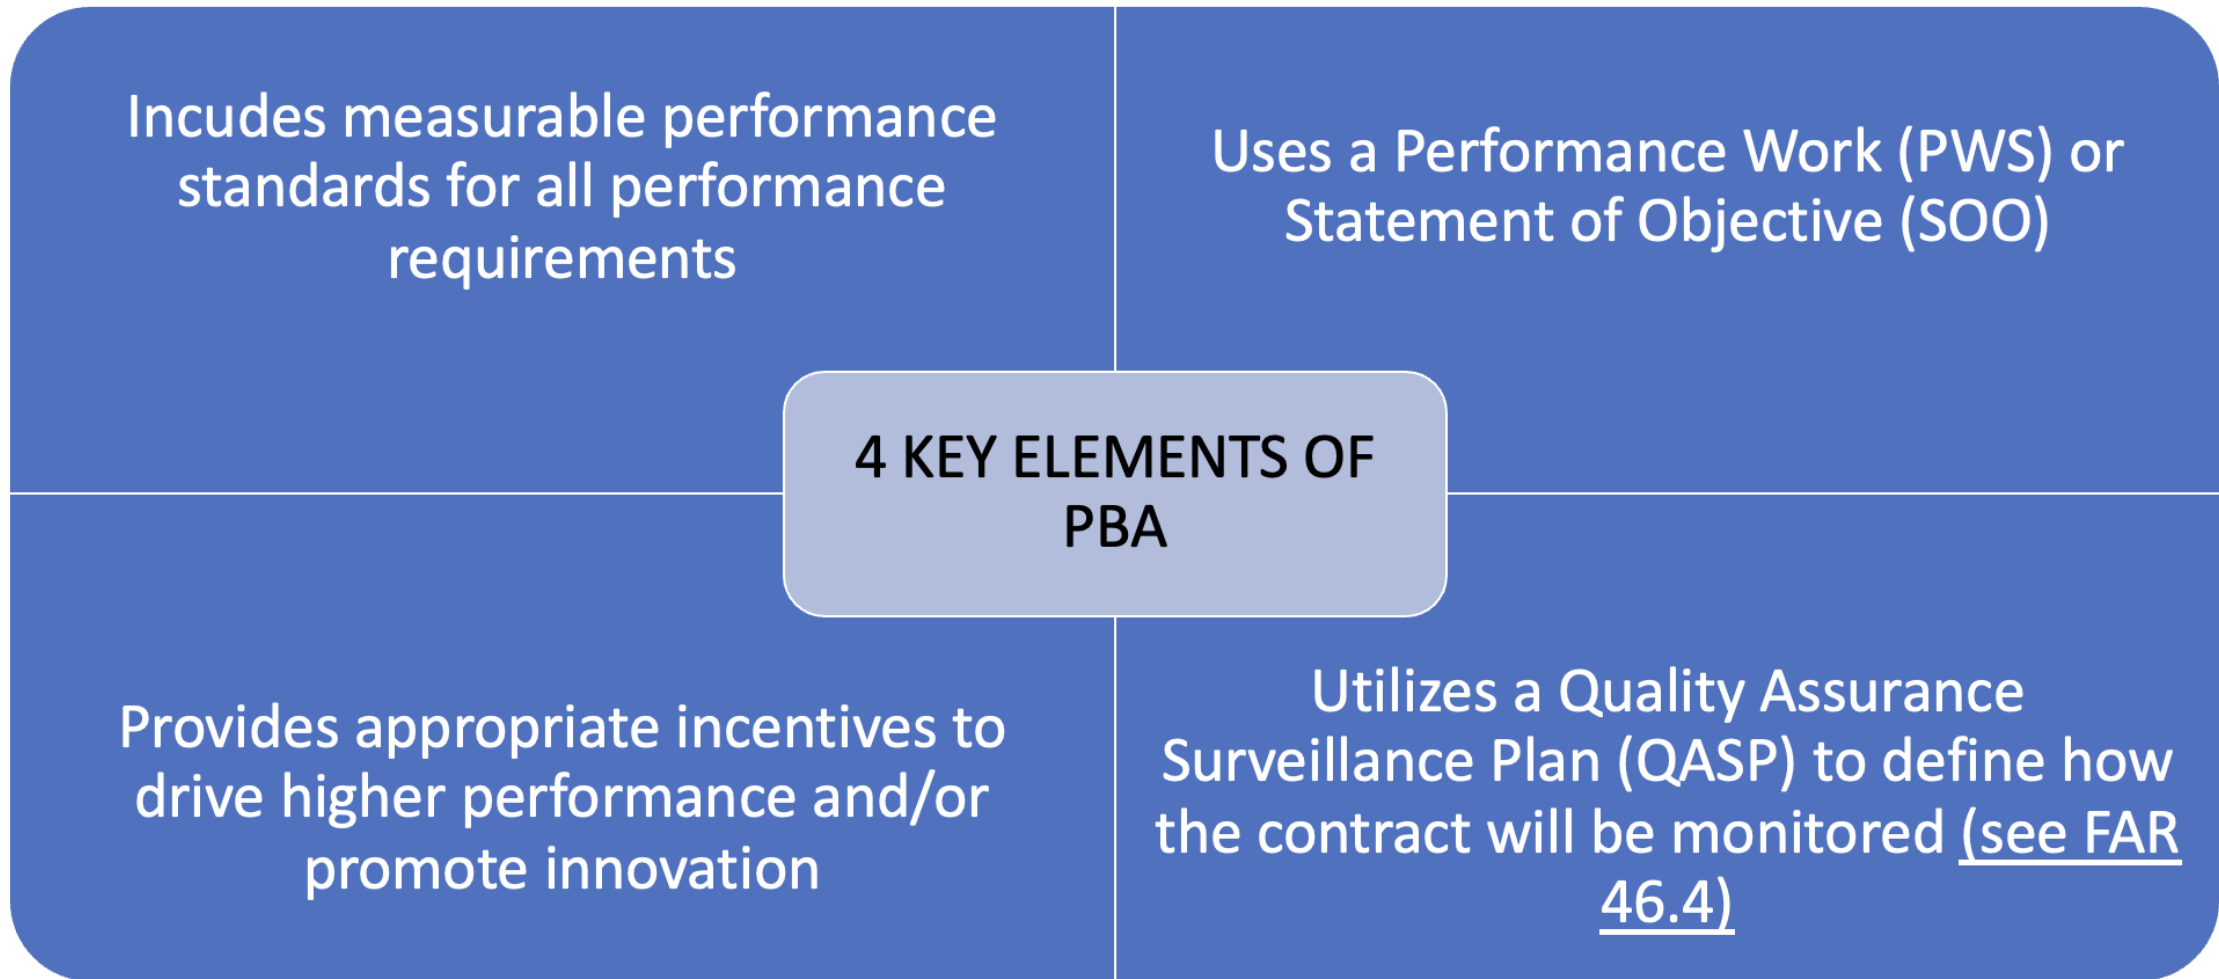 Incudes measurable performance
standards for all performance
requirements
Uses a Performance Work (PWS) or
Statement of Objective (SOO)
4 KEY ELEMENTS OF
PBA
Provides appropriate incentives to
drive higher performance and/or
promote innovation
Utilizes a Quality Assurance
Surveillance Plan (QASP) to define how
the contract will be monitored (see FAR
46.4)